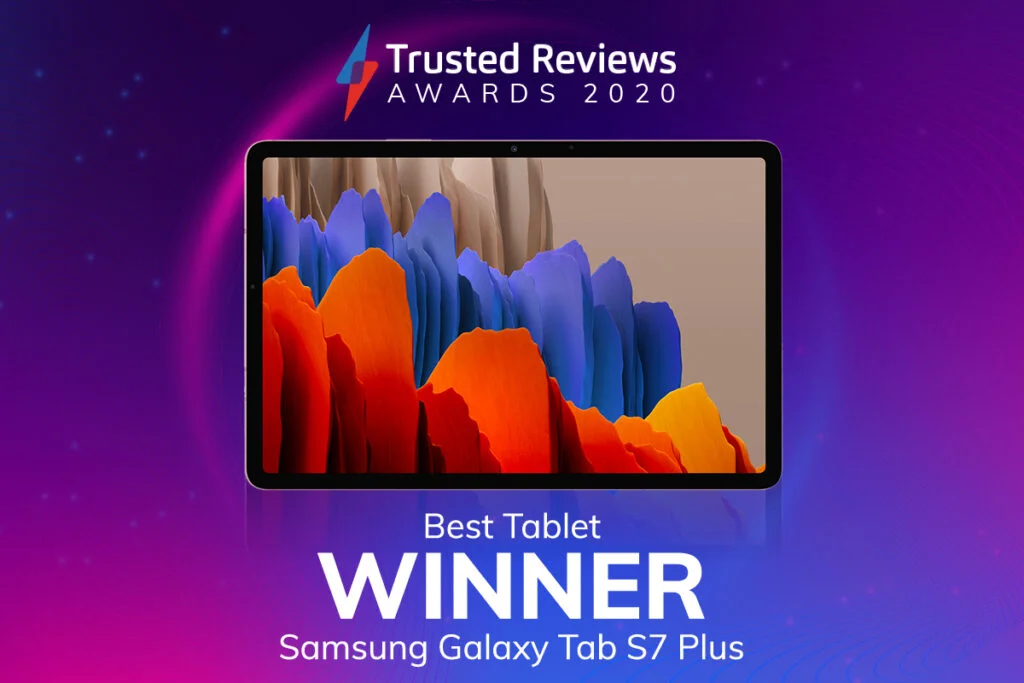 Trusted Reviews
AWARDS 2020
Best Tablet
WINNER
Samsung Galaxy Tab S7 Plus